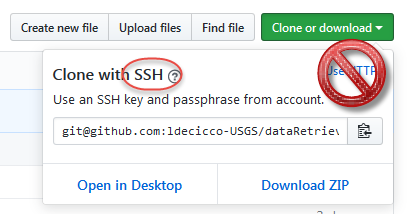 Create new file Upload files Find file Clone or download
Clone with SSH ? Use HTTP
Use an SSH key and passphrase from account.
git@github.com:ldecicco-USGS/dataRetriev
Open in Desktop Download ZIP